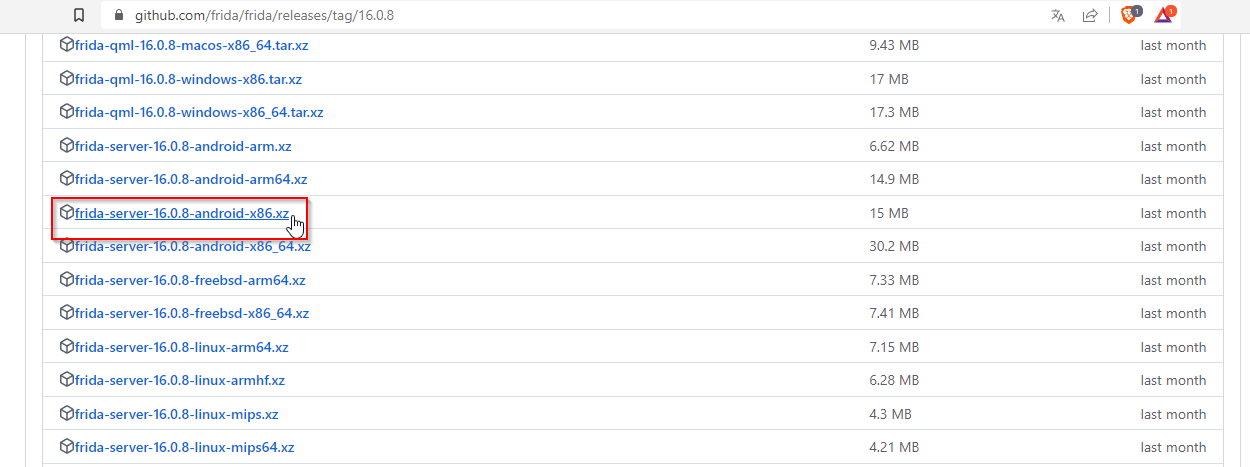 github.com/frida/frida/releases/tag/16.0.8
1
1
frida-qml-16.0.8-macos-x86_64.tar.xz 9.43 MB last month
frida-qml-16.0.8-windows-x86.tar.xz 17 MB last month
frida-qml-16.0.8-windows-x86_64.tar.xz 17.3 MB last month
frida-server-16.0.8-android-arm.xz 6.62 MB last month
frida-server-16.0.8-android-arm64.xz 14.9 MB last month
frida-server-16.0.8-android-x86.xz 15 MB last month
frida-server-16.0.8-android-x86_64.xz 30.2 MB last month
frida-server-16.0.8-freebsd-arm64.xz 7.33 MB last month
frida-server-16.0.8-freebsd-x86_64.xz 7.41 MB last month
frida-server-16.0.8-linux-arm64.xz 7.15 MB last month
frida-server-16.0.8-linux-armhf.xz 6.28 MB last month
frida-server-16.0.8-linux-mips.xz 4.3 MB last month
frida-server-16.0.8-linux-mips64.xz 4.21 MB last month